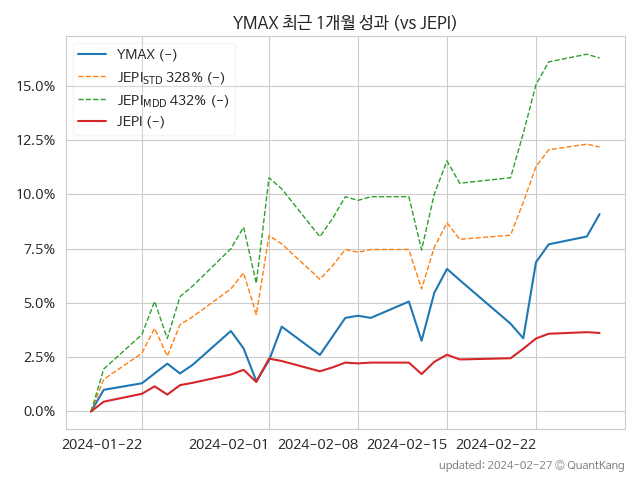 YMAX 최근 1개월 성과 (vs JEPI)
YMAX (-)
JEPI_STD 328% (-)
JEPI_MDD 432% (-)
JEPI (-)
15.0%
12.5%
10.0%
7.5%
5.0%
2.5%
0.0%
2024-01-22 2024-02-01 2024-02-08 2024-02-15 2024-02-22
updated: 2024-02-27 © QuantKang